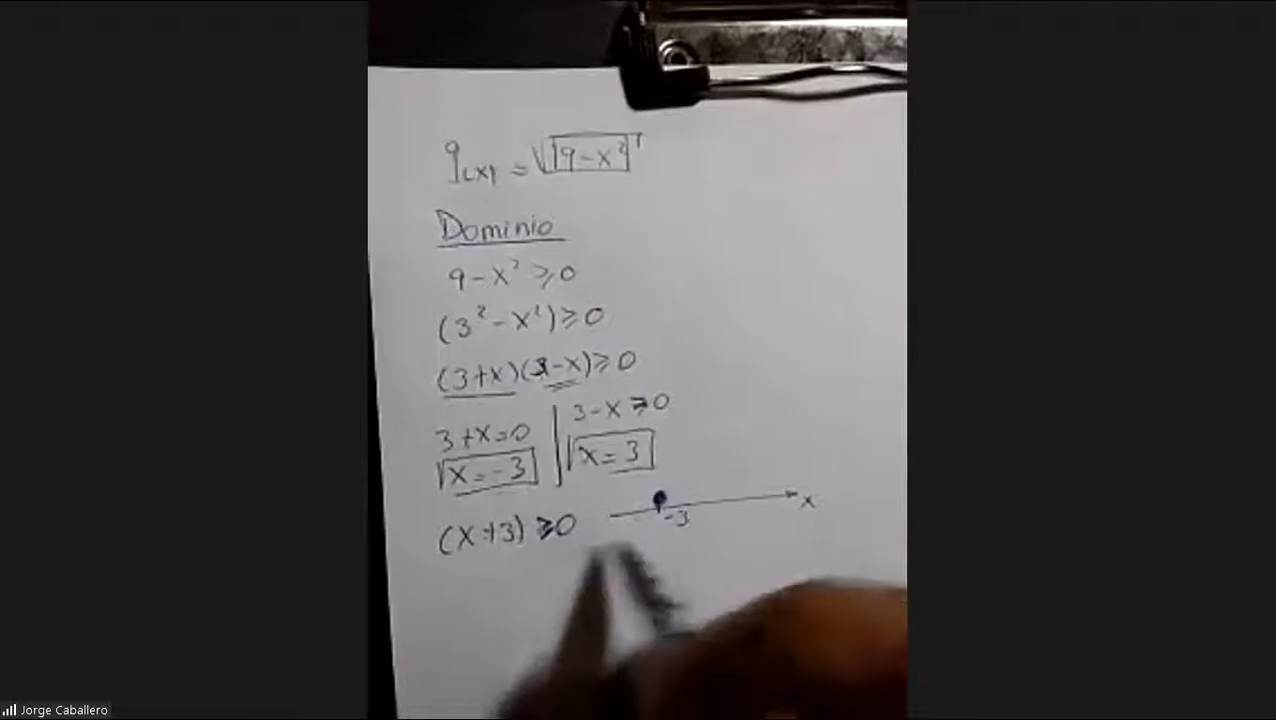 g(x) = √9-x²
Dominio
9-x² ≥0
(3²-x²)≥0
(3+x)(3-x)≥0
3+x=0 | 3-x≥0
x=-3 | x=3
(x+3) ≥0
-3 x
Jorge Caballero